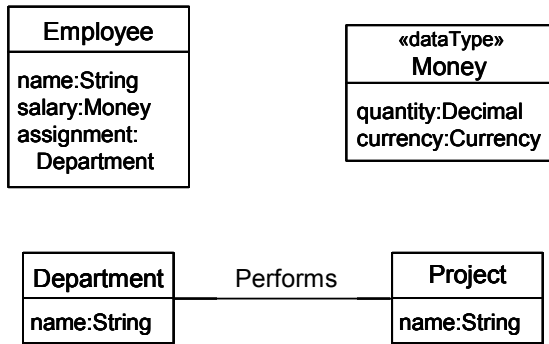 Employee
name:String
salary:Money
assignment:
Department
«dataType»
Money
quantity:Decimal
currency:Currency
Department
name:String
Performs
Project
name:String